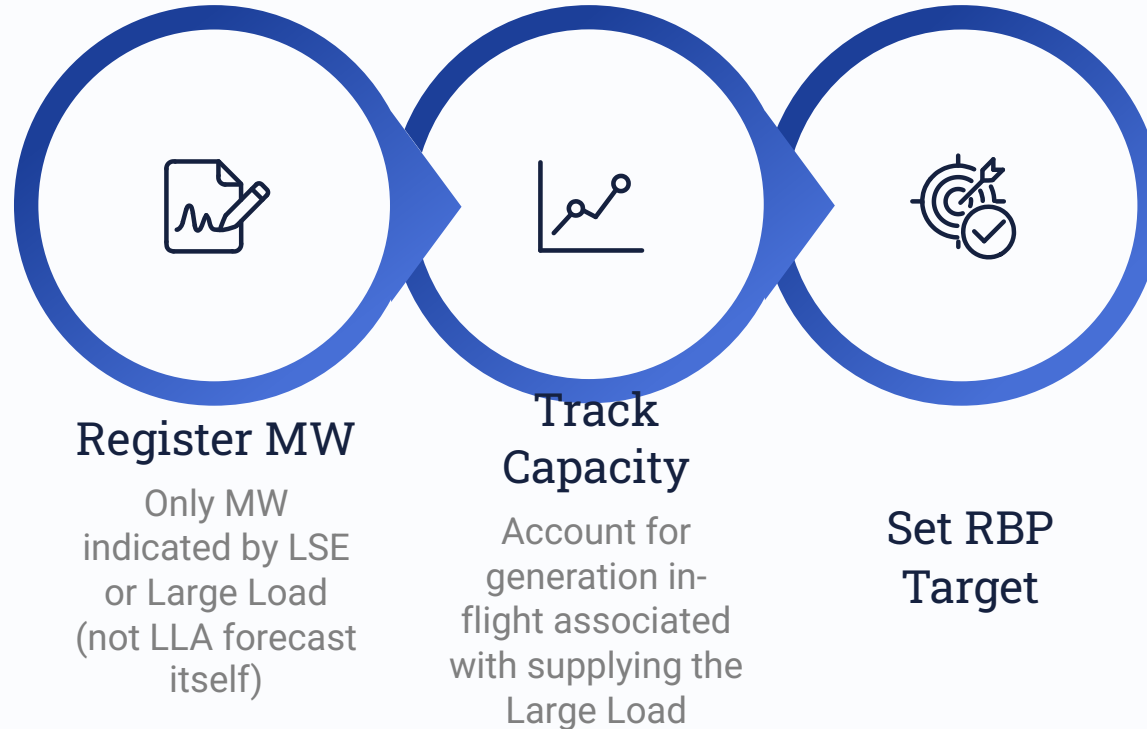 Register MW
Only MW
indicated by LSE
or Large Load
(not LLA forecast
itself)
Track
Capacity
Account for
generation in-
flight associated
with supplying the
Large Load
Set RBP
Target